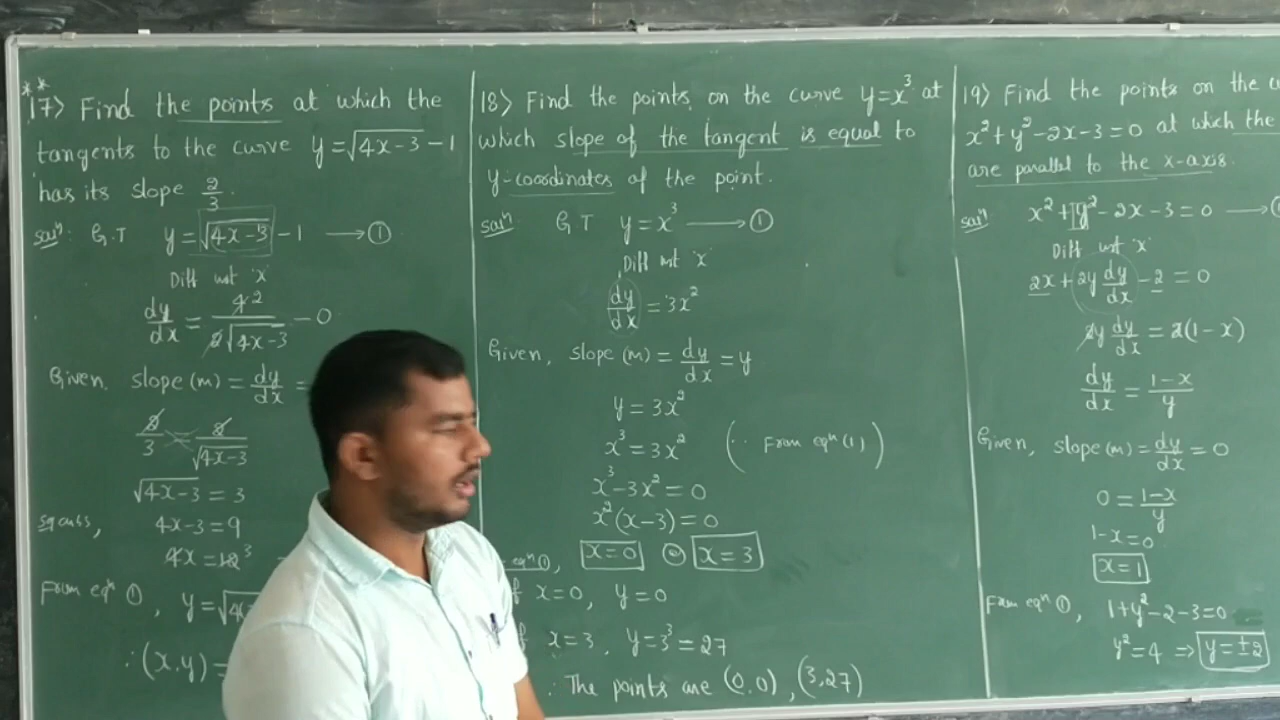 ** 17) Find the points at which the
tangents to the curve y=√(4x-3) -1
has its slope 2/3.
Sol^n: G.T y=√(4x-3) -1 ⟶ ①
Diff wrt 'x'
dy/dx = 4 2/2√(4x-3) - 0
Given, slope (m) = dy/dx =
2/3 = 2/√(4x-3)
√(4x-3) = 3
4x-3=9
4x=12 3
From eq^n ①, y=√
∴(x,y)=
18) Find the points, on the curve y=x³ at
which slope of the tangent is equal to
y-coordinates of the point.
Sol^n G T y=x³ ⟶ ①
Diff wrt 'x'
dy/dx = 3x²
Given, slope (m) = dy/dx = y
y=3x²
x³=3x² (∵ From eq^n (1))
x³-3x²=0
x²(x-3)=0
eq^n ①, x=0 x=3
x=0, y=0
x=3, y=3³=27
∴ The points are (0,0), (3,27)
19) Find the points on the
x²+y²-2x-3=0 at which the
are parallel to the x-axis.
Sol^n x²+y²-2x-3=0 ⟶
Diff wrt 'x'
2x+2y dy/dx -2 = 0
2y dy/dx = 2(1-x)
dy/dx = 1-x/y
Given, slope (m) = dy/dx = 0
0 = 1-x/y
1-x=0
x=1
From eq^n ①, 1+y²-2-3=0
y²=4 ⇒ y=±2